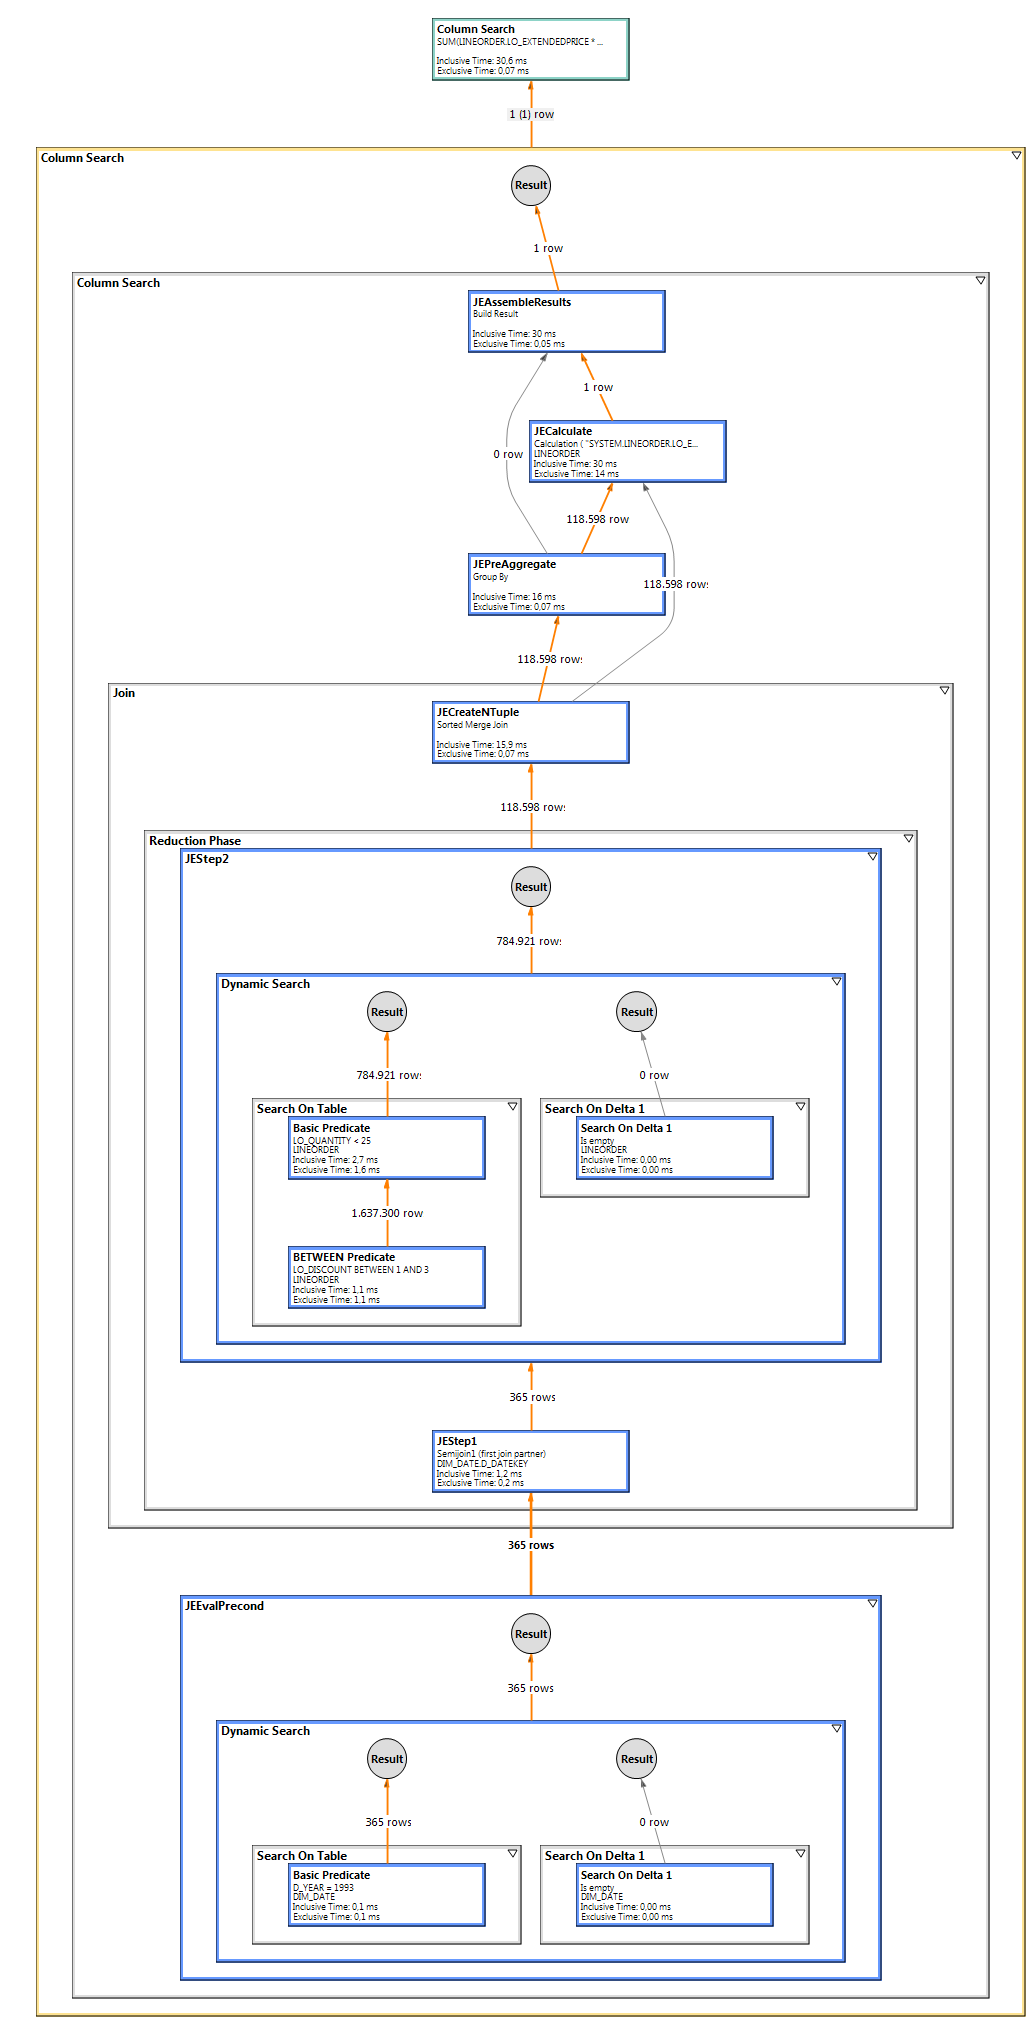 Column Search
SUM(LINEORDER.LO_EXTENDEDPRICE * ...
Inclusive Time: 30,6 ms
Exclusive Time: 0,07 ms
1 (1) row
Column Search
Result
1 row
Column Search
JEAssembleResults
Build Result
Inclusive Time: 30 ms
Exclusive Time: 0,05 ms
1 row
JECalculate
Calculation ( "SYSTEM.LINEORDER.LO_E...
LINEORDER
Inclusive Time: 30 ms
Exclusive Time: 14 ms
0 row
118.598 row
JEPreAggregate
Group By
Inclusive Time: 16 ms
Exclusive Time: 0,07 ms
118.598 rows
118.598 rows
Join
JECreateNTuple
Sorted Merge Join
Inclusive Time: 15,9 ms
Exclusive Time: 0,07 ms
118.598 rows
Reduction Phase
JEStep2
Result
784.921 rows
Dynamic Search
Result
Result
784.921 rows
0 row
Search On Table
Basic Predicate
LO_QUANTITY < 25
LINEORDER
Inclusive Time: 2,7 ms
Exclusive Time: 1,6 ms
Search On Delta 1
Search On Delta 1
Is empty
LINEORDER
Inclusive Time: 0,00 ms
Exclusive Time: 0,00 ms
1.637.300 row
BETWEEN Predicate
LO_DISCOUNT BETWEEN 1 AND 3
LINEORDER
Inclusive Time: 1,1 ms
Exclusive Time: 1,1 ms
365 rows
JEStep1
Semijoin1 (first join partner)
DIM_DATE.D_DATEKEY
Inclusive Time: 1,2 ms
Exclusive Time: 0,2 ms
365 rows
JEEvalPrecond
Result
365 rows
Dynamic Search
Result
Result
365 rows
0 row
Search On Table
Basic Predicate
D_YEAR = 1993
DIM_DATE
Inclusive Time: 0,1 ms
Exclusive Time: 0,1 ms
Search On Delta 1
Search On Delta 1
Is empty
DIM_DATE
Inclusive Time: 0,00 ms
Exclusive Time: 0,00 ms